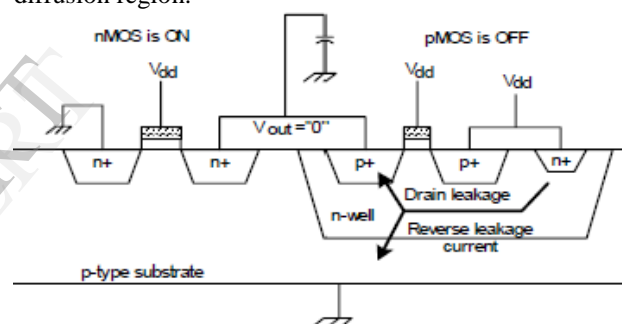 diffusion region.
nMOS is ON
pMOS is OFF
Vdd
Vdd
Vdd
Vout ="0"
n+
n+
p+
p+
n+
Drain leakage
n-well
Reverse leakage
current
p-type substrate